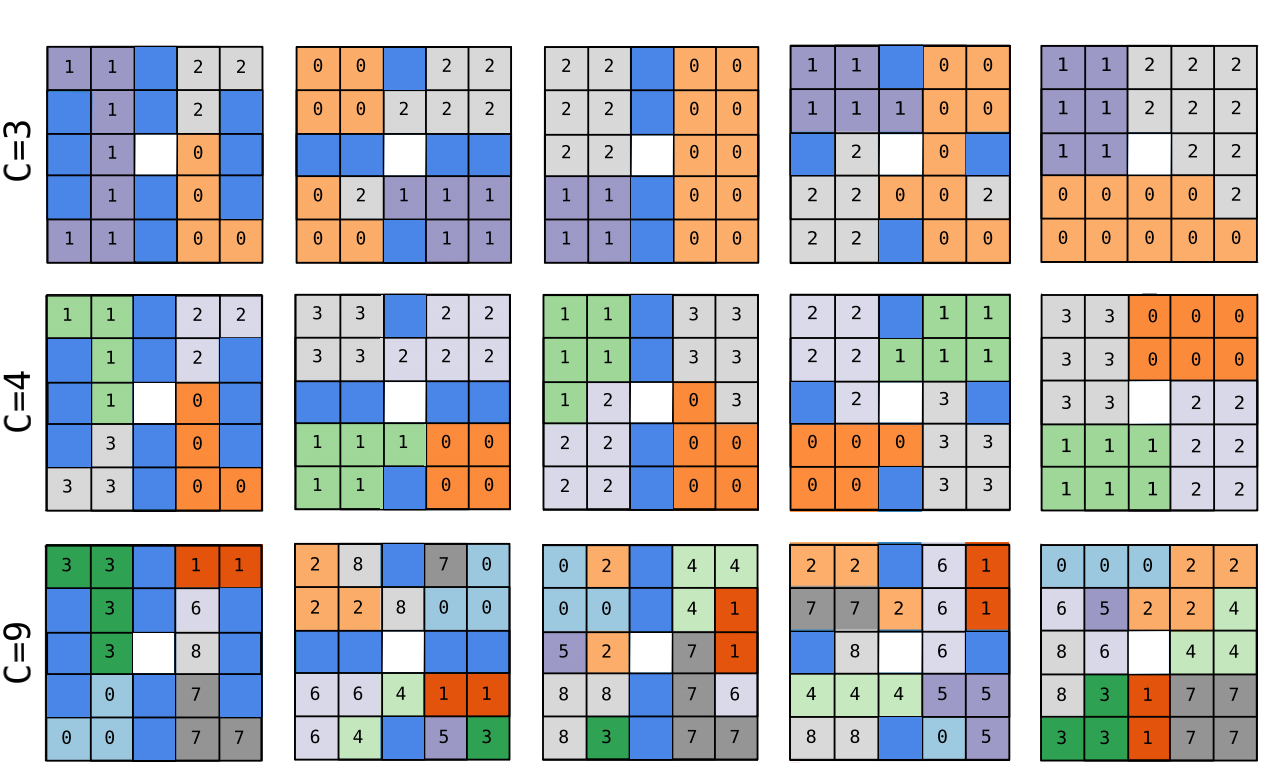 1 1 2 2 0 0 2 2 2 2 0 0 1 1 0 0 1 1 2 2 2
1 2 0 0 2 2 2 2 2 0 0 1 1 1 0 0 1 1 2 2 2
C=3
1 0 2 2 0 0 2 0 1 1 2 2
1 0 0 2 1 1 1 1 1 0 0 2 2 0 0 2 0 0 0 0 2
1 1 0 0 0 0 1 1 1 1 0 0 2 2 0 0 0 0 0 0 0
1 1 2 2 3 3 2 2 1 1 3 3 2 2 1 1 3 3 0 0 0
1 2 3 3 2 2 2 1 1 3 3 2 2 1 1 1 3 3 0 0 0
C=4
1 0 1 2 0 3 2 3 3 3 2 2
3 0 1 1 1 0 0 2 2 0 0 0 0 0 3 3 1 1 1 2 2
3 3 0 0 1 1 0 0 2 2 0 0 0 0 3 3 1 1 1 2 2
3 3 1 1 2 8 7 0 0 2 4 4 2 2 6 1 0 0 0 2 2
3 6 2 2 8 0 0 0 0 4 1 7 7 2 6 1 6 5 2 2 4
C=9
3 8 5 2 7 1 8 6 8 6 4 4
0 7 6 6 4 1 1 8 8 7 6 4 4 4 5 5 8 3 1 7 7
0 0 7 7 6 4 5 3 8 3 7 7 8 8 0 5 3 3 1 7 7